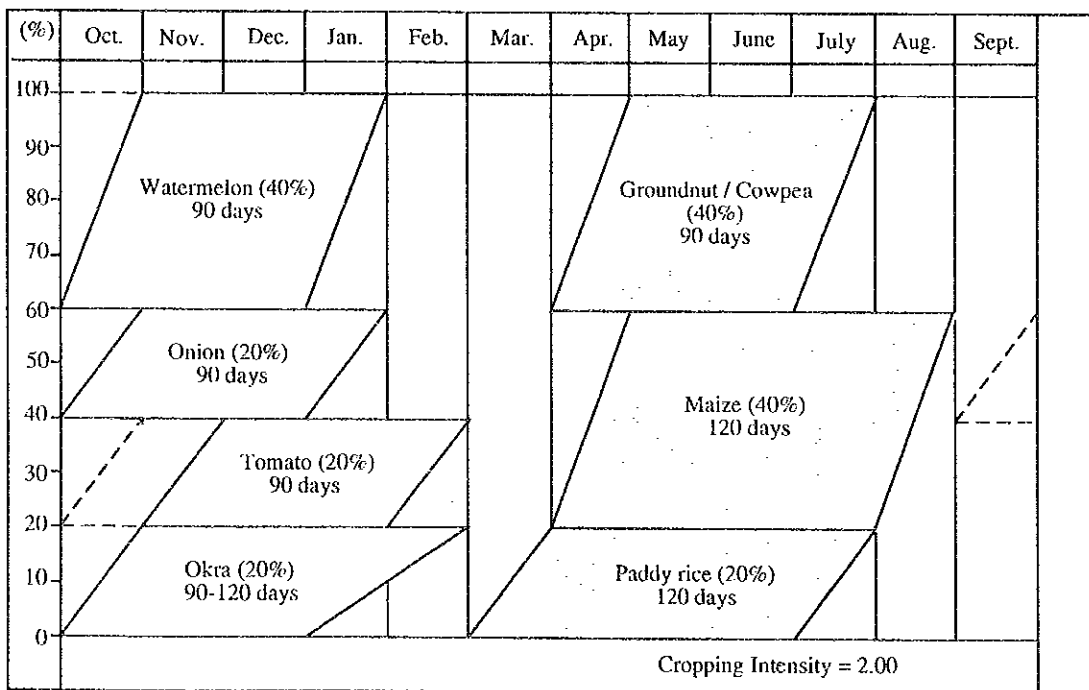 (%) Oct. Nov. Dec. Jan. Feb. Mar. Apr. May June July Aug. Sept.
100
90
80
70
60
50
40
30
20
10
0
Watermelon (40%)
90 days
Groundnut / Cowpea
(40%)
90 days
Onion (20%)
90 days
Maize (40%)
120 days
Tomato (20%)
90 days
Okra (20%)
90-120 days
Paddy rice (20%)
120 days
Cropping Intensity = 2.00